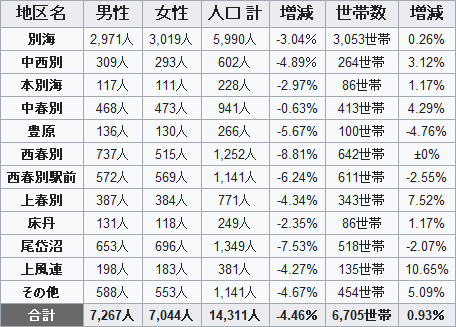 地区名 男性 女性 人口 計 増減 世帯数 増減
別海 2,971人 3,019人 5,990人 -3.04% 3,053世帯 0.26%
中西別 309人 293人 602人 -4.89% 264世帯 3.12%
本別海 117人 111人 228人 -2.97% 86世帯 1.17%
中春別 468人 473人 941人 -0.63% 413世帯 4.29%
豊原 136人 130人 266人 -5.67% 100世帯 -4.76%
西春別 737人 515人 1,252人 -8.81% 642世帯 ±0%
西春別駅前 572人 569人 1,141人 -6.24% 611世帯 -2.55%
上春別 387人 384人 771人 -4.34% 343世帯 7.52%
床丹 131人 118人 249人 -2.35% 86世帯 1.17%
尾岱沼 653人 696人 1,349人 -7.53% 518世帯 -2.07%
上風連 198人 183人 381人 -4.27% 135世帯 10.65%
その他 588人 553人 1,141人 -4.67% 454世帯 5.09%
合計 7,267人 7,044人 14,311人 -4.46% 6,705世帯 0.93%